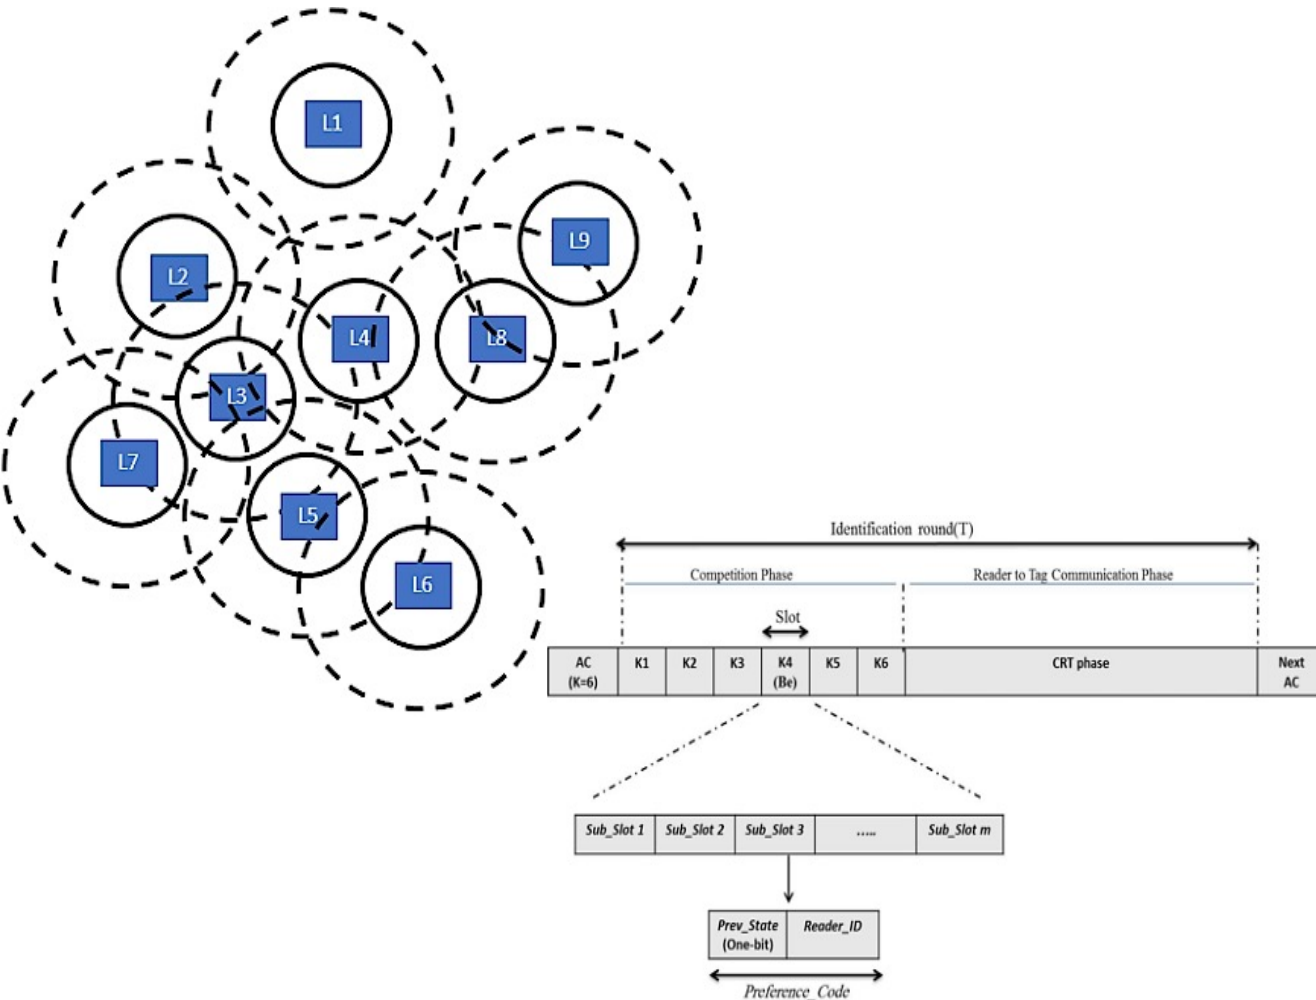 L1
L9
L2
L4
L8
L3
L7
L5
L6
Identification round(T)
Competition Phase
Reader to Tag Communication Phase
Slot
AC K1 K2 K3 K4 K5 K6 CRT phase Next
(K=6) (Be) AC
Sub_Slot 1 Sub_Slot 2 Sub_Slot 3 ..... Sub_Slot m
Prev_State Reader_ID
(One-bit)
Preference_Code